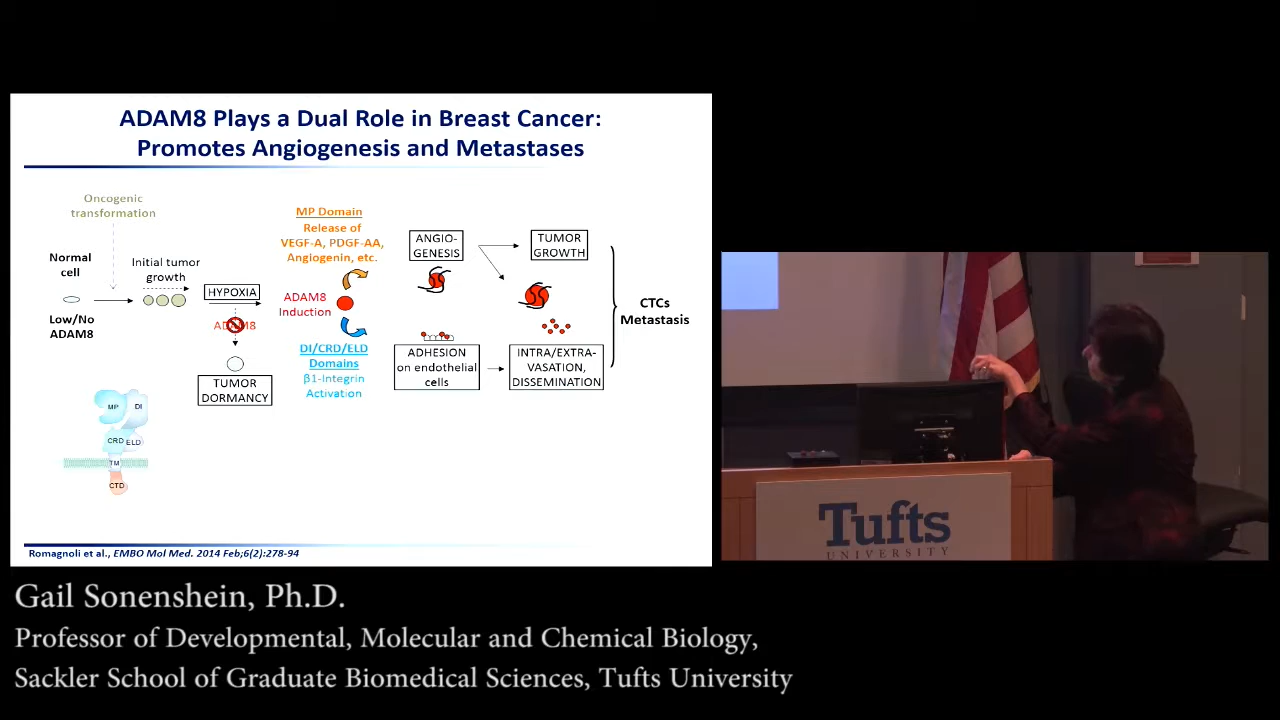 ADAM8 Plays a Dual Role in Breast Cancer:
Promotes Angiogenesis and Metastases
Oncogenic
transformation
Normal
cell
Low/No
ADAM8
Initial tumor
growth
HYPOXIA
ADAM8
TUMOR
DORMANCY
MP Domain
Release of
VEGF-A, PDGF-AA,
Angiogenin, etc.
ADAM8
Induction
DI/CRD/ELD
Domains
β1-Integrin
Activation
ANGIO-
GENESIS
TUMOR
GROWTH
ADHESION
on endothelial
cells
INTRA/EXTRA-
VASATION,
DISSEMINATION
CTCs
Metastasis
MP DI
CRD ELD
TM
CTD
Romagnoli et al., EMBO Mol Med. 2014 Feb;6(2):278-94
Tufts
UNIVERSITY
Gail Sonenshein, Ph.D.
Professor of Developmental, Molecular and Chemical Biology,
Sackler School of Graduate Biomedical Sciences, Tufts University